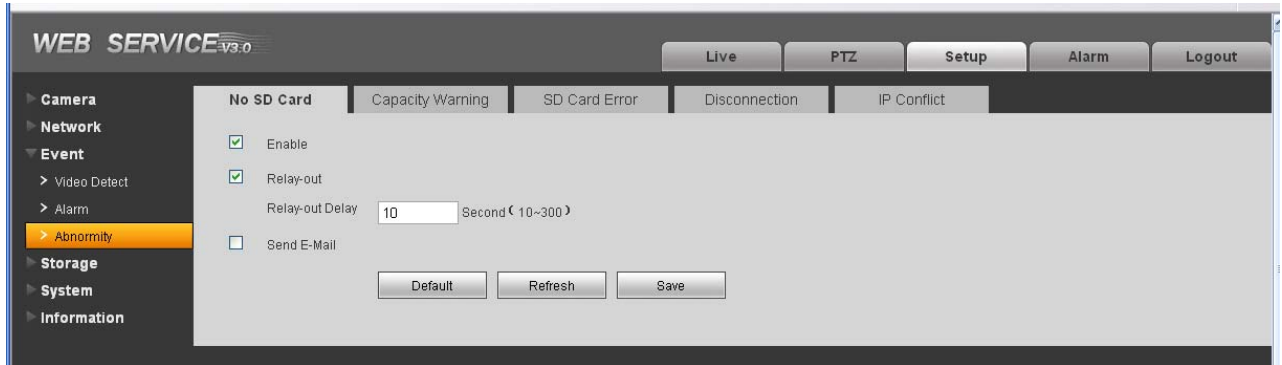 WEB SERVICE V3.0
Live PTZ Setup Alarm Logout
Camera
Network
Event
Video Detect
Alarm
Abnormity
Storage
System
Information
No SD Card Capacity Warning SD Card Error Disconnection IP Conflict
Enable
Relay-out
Relay-out Delay 10 Second ( 10~300 )
Send E-Mail
Default Refresh Save